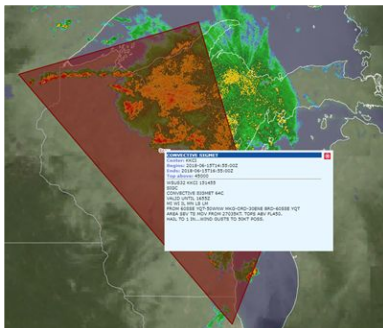 CONVECTIVE SIGMET
Center: KKCI
Begins: 2018-06-15T14:55:00Z
Ends: 2018-06-15T16:55:00Z
Top above: 45000
WSUS32 KKCI 151455
SIGC
CONVECTIVE SIGMET 64C
VALID UNTIL 1655Z
MI WI IL MN LS LM
FROM 60SSE YQT-50WNW MKG-ORD-30ENE BRD-60SSE YQT
AREA SEV TS MOV FROM 27035KT. TOPS ABV FL450.
HAIL TO 1 IN...WIND GUSTS TO 50KT POSS.